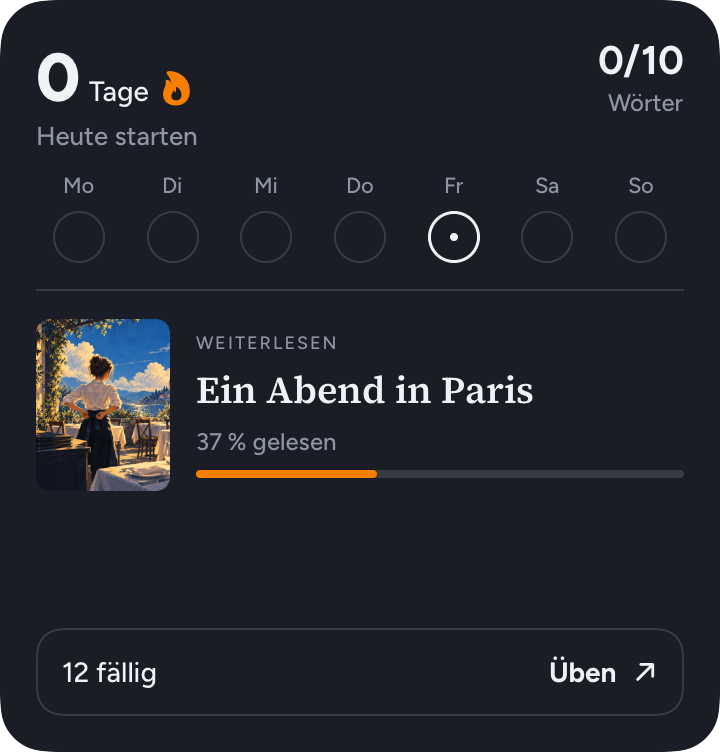 0 Tage
0/10
Wörter
Heute starten
Mo Di Mi Do Fr Sa So
WEITERLESEN
Ein Abend in Paris
37 % gelesen
12 fällig
Üben